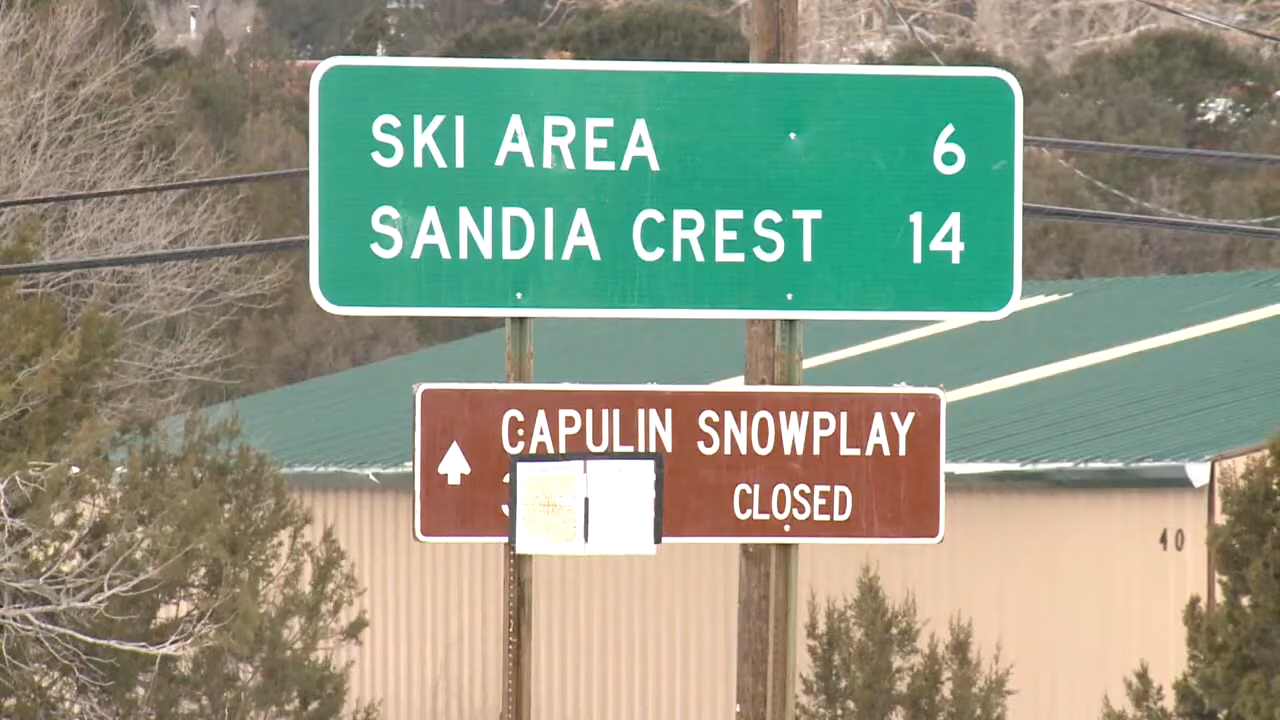 SKI AREA 6
SANDIA CREST 14
CAPULIN SNOWPLAY
CLOSED
40